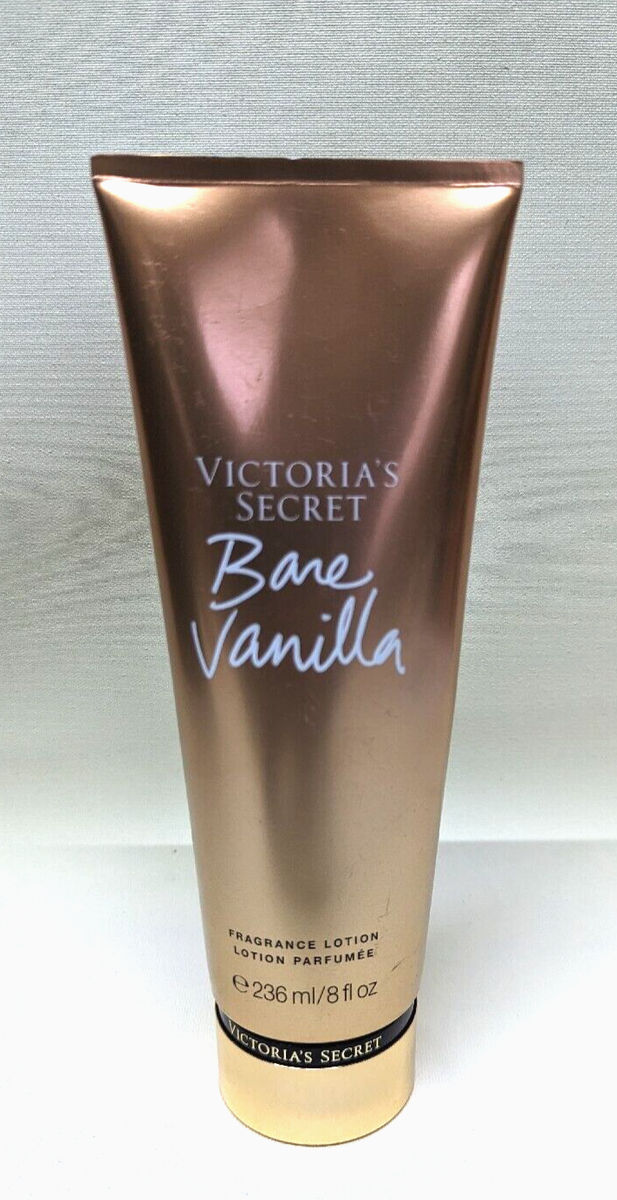 VICTORIA'S
SECRET
Bare
Vanilla
FRAGRANCE LOTION
LOTION PARFUMÉE
℮236 ml/8 fl oz
VICTORIA'S SECRET